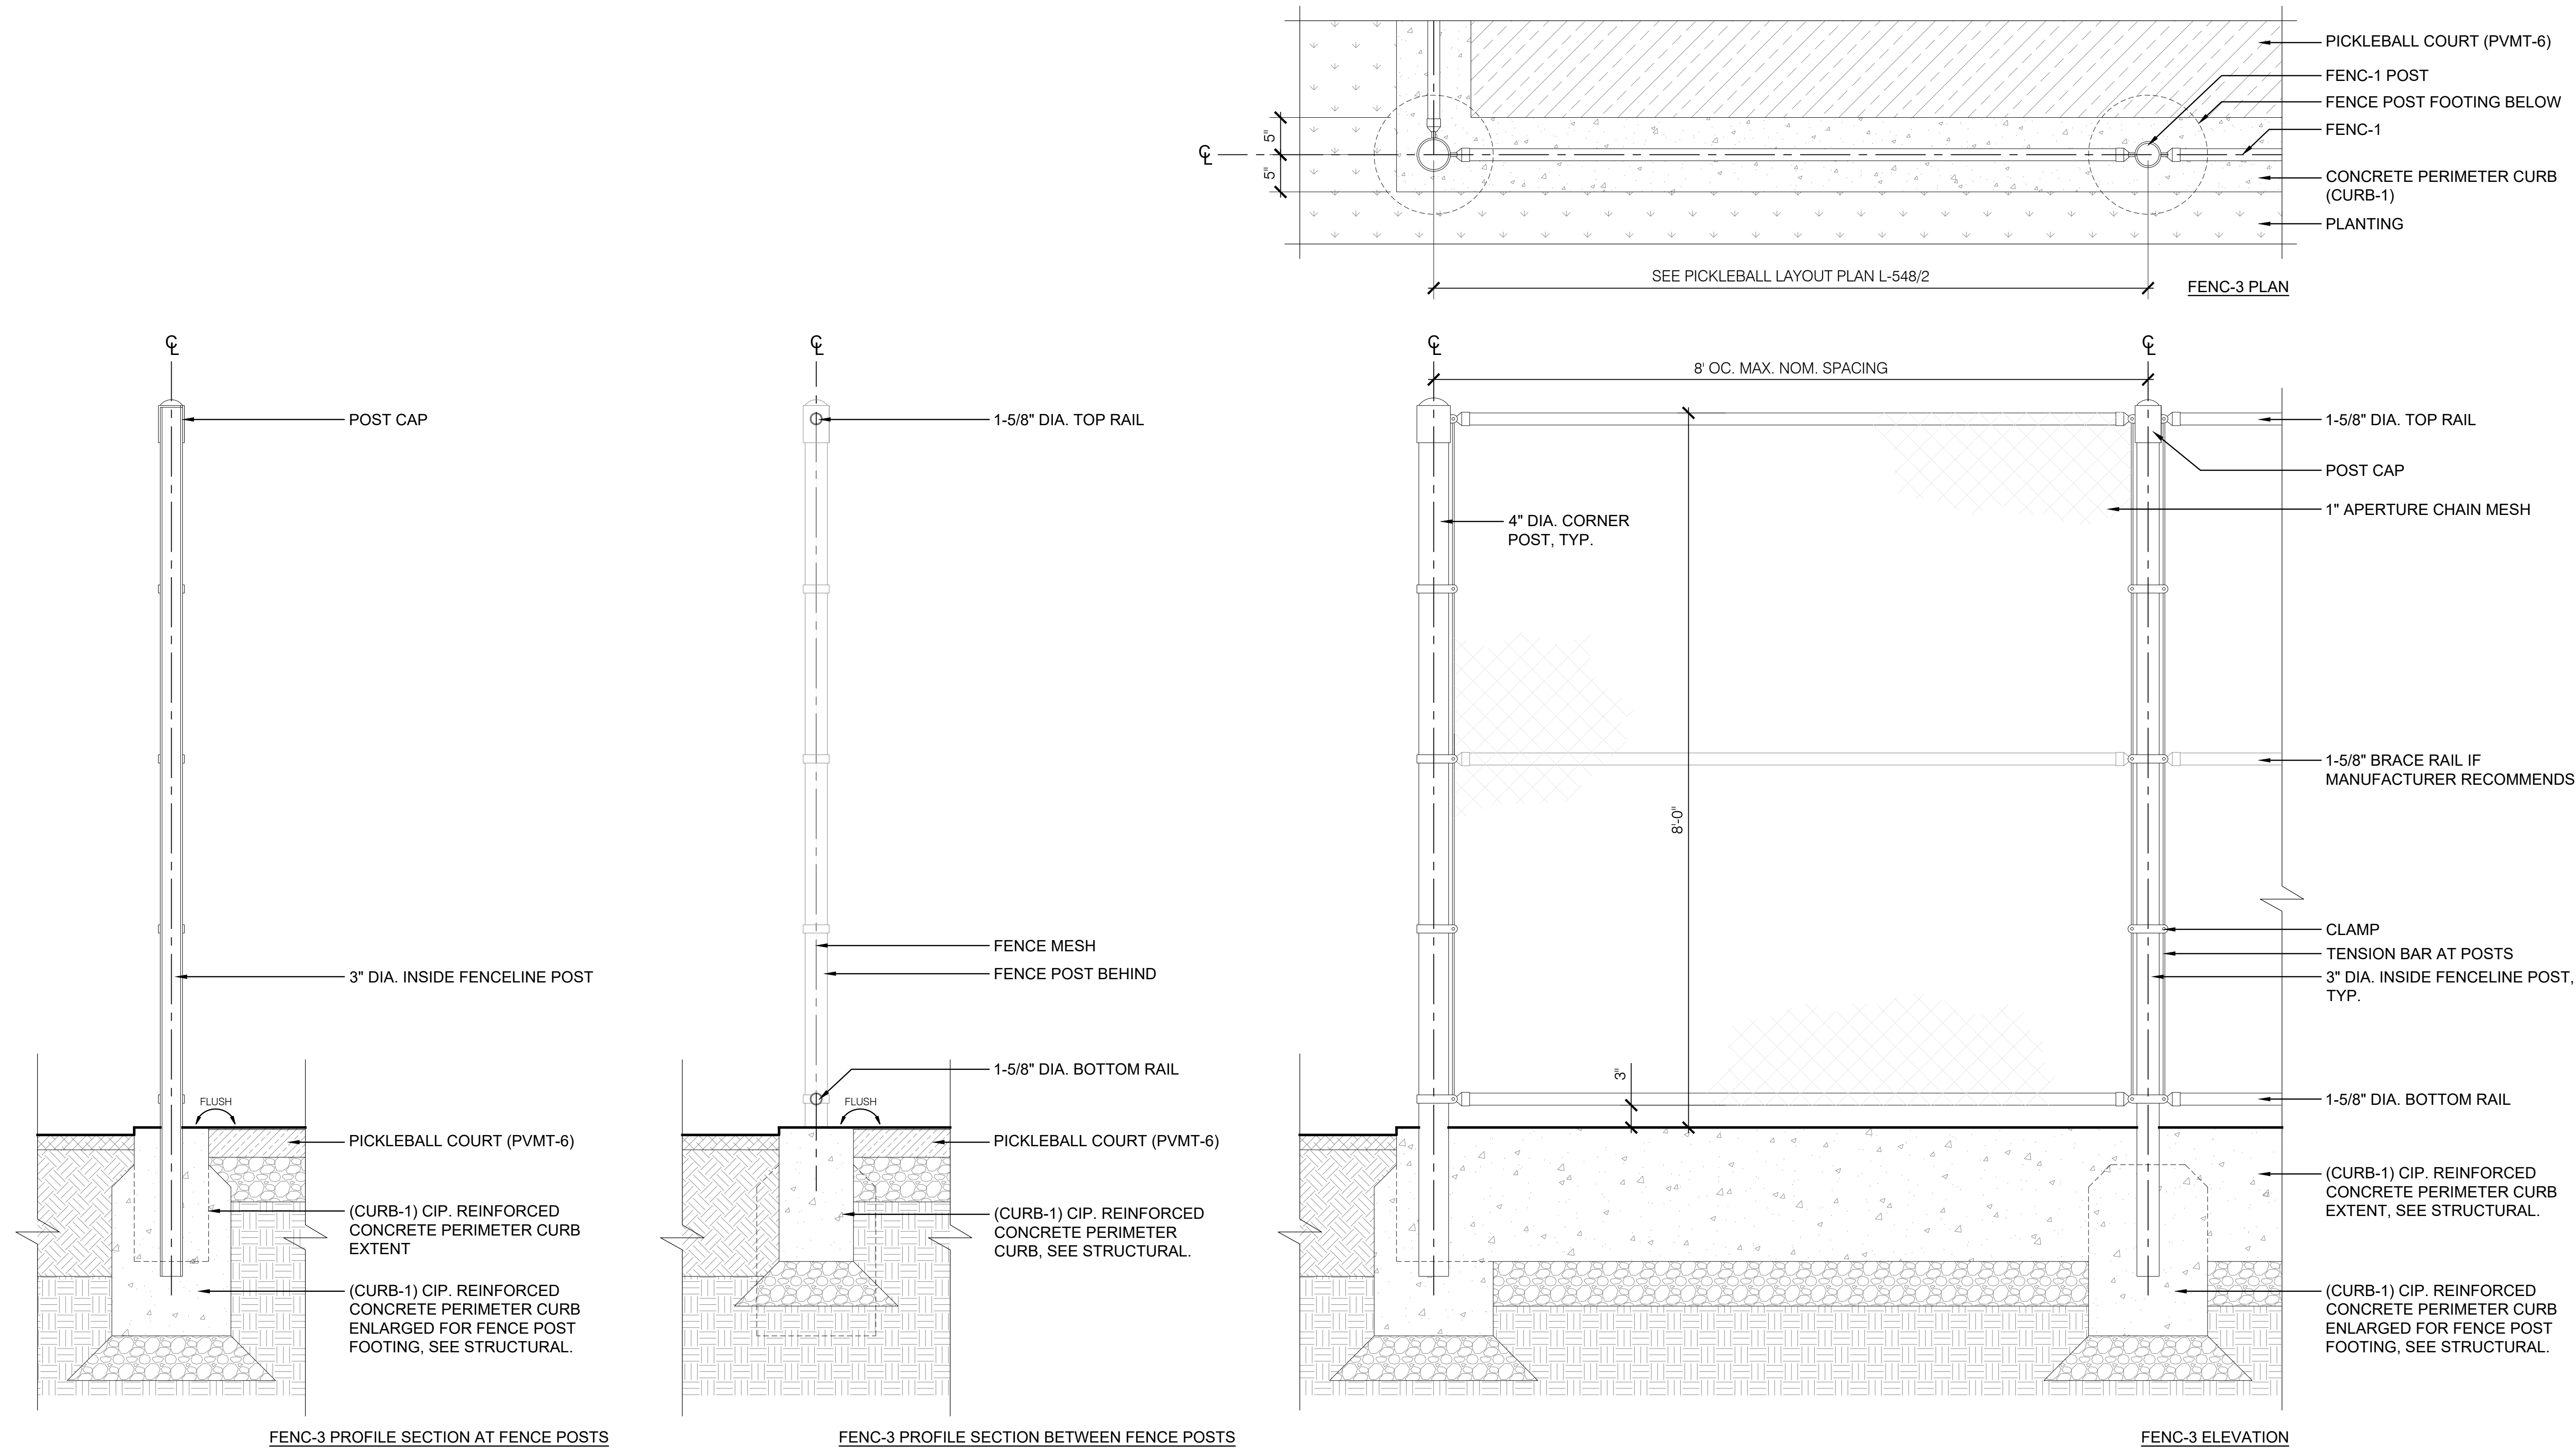 PICKLEBALL COURT (PVMT-6)
FENC-1 POST
FENCE POST FOOTING BELOW
FENC-1
CONCRETE PERIMETER CURB
(CURB-1)
PLANTING
5"
5"
CL
SEE PICKLEBALL LAYOUT PLAN L-548/2
FENC-3 PLAN
CL
POST CAP
3" DIA. INSIDE FENCELINE POST
FLUSH
PICKLEBALL COURT (PVMT-6)
(CURB-1) CIP. REINFORCED
CONCRETE PERIMETER CURB
EXTENT
(CURB-1) CIP. REINFORCED
CONCRETE PERIMETER CURB
ENLARGED FOR FENCE POST
FOOTING, SEE STRUCTURAL.
FENC-3 PROFILE SECTION AT FENCE POSTS
CL
1-5/8" DIA. TOP RAIL
FENCE MESH
FENCE POST BEHIND
1-5/8" DIA. BOTTOM RAIL
FLUSH
PICKLEBALL COURT (PVMT-6)
(CURB-1) CIP. REINFORCED
CONCRETE PERIMETER
CURB, SEE STRUCTURAL.
FENC-3 PROFILE SECTION BETWEEN FENCE POSTS
CL
CL
8' OC. MAX. NOM. SPACING
1-5/8" DIA. TOP RAIL
POST CAP
1" APERTURE CHAIN MESH
4" DIA. CORNER
POST, TYP.
1-5/8" BRACE RAIL IF
MANUFACTURER RECOMMENDS
8'-0"
CLAMP
TENSION BAR AT POSTS
3" DIA. INSIDE FENCELINE POST,
TYP.
3"
1-5/8" DIA. BOTTOM RAIL
(CURB-1) CIP. REINFORCED
CONCRETE PERIMETER CURB
EXTENT, SEE STRUCTURAL.
(CURB-1) CIP. REINFORCED
CONCRETE PERIMETER CURB
ENLARGED FOR FENCE POST
FOOTING, SEE STRUCTURAL.
FENC-3 ELEVATION